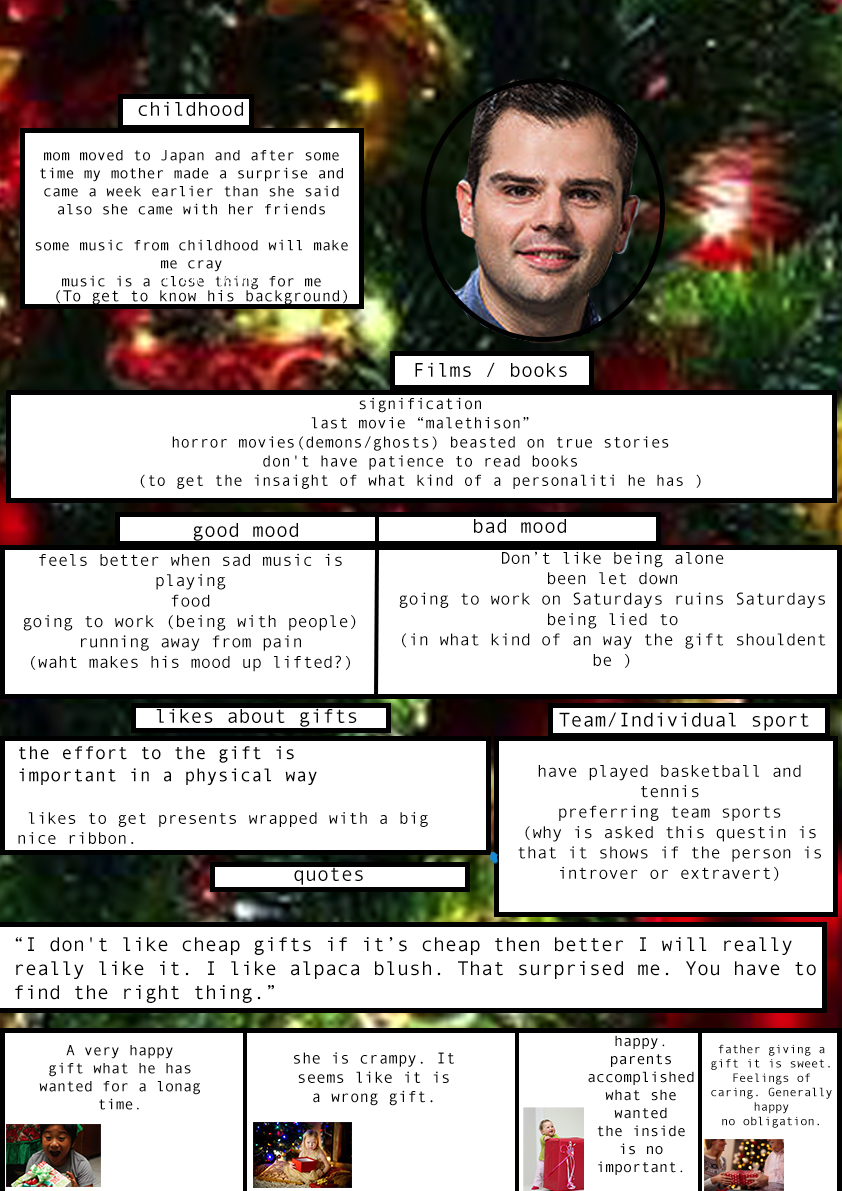 childhood
mom moved to Japan and after some
time my mother made a surprise and
came a week earlier than she said
also she came with her friends
some music from childhood will make
me cray
music is a close thing for me
(To get to know his background)
Films / books
signification
last movie “malethison”
horror movies(demons/ghosts) beasted on true stories
don't have patience to read books
(to get the insaight of what kind of a personaliti he has )
good mood
feels better when sad music is
playing
food
going to work (being with people)
running away from pain
(waht makes his mood up lifted?)
bad mood
Don’t like being alone
been let down
going to work on Saturdays ruins Saturdays
being lied to
(in what kind of an way the gift shouldent
be )
likes about gifts
the effort to the gift is
important in a physical way
likes to get presents wrapped with a big
nice ribbon.
Team/Individual sport
have played basketball and
tennis
preferring team sports
(why is asked this questin is
that it shows if the person is
introver or extravert)
quotes
“I don't like cheap gifts if it’s cheap then better I will really
really like it. I like alpaca blush. That surprised me. You have to
find the right thing.”
A very happy
gift what he has
wanted for a lonag
time.
she is crampy. It
seems like it is
a wrong gift.
happy.
parents
accomplished
what she
wanted
the inside
is no
important.
father giving a
gift it is sweet.
Feelings of
caring. Generally
happy
no obligation.